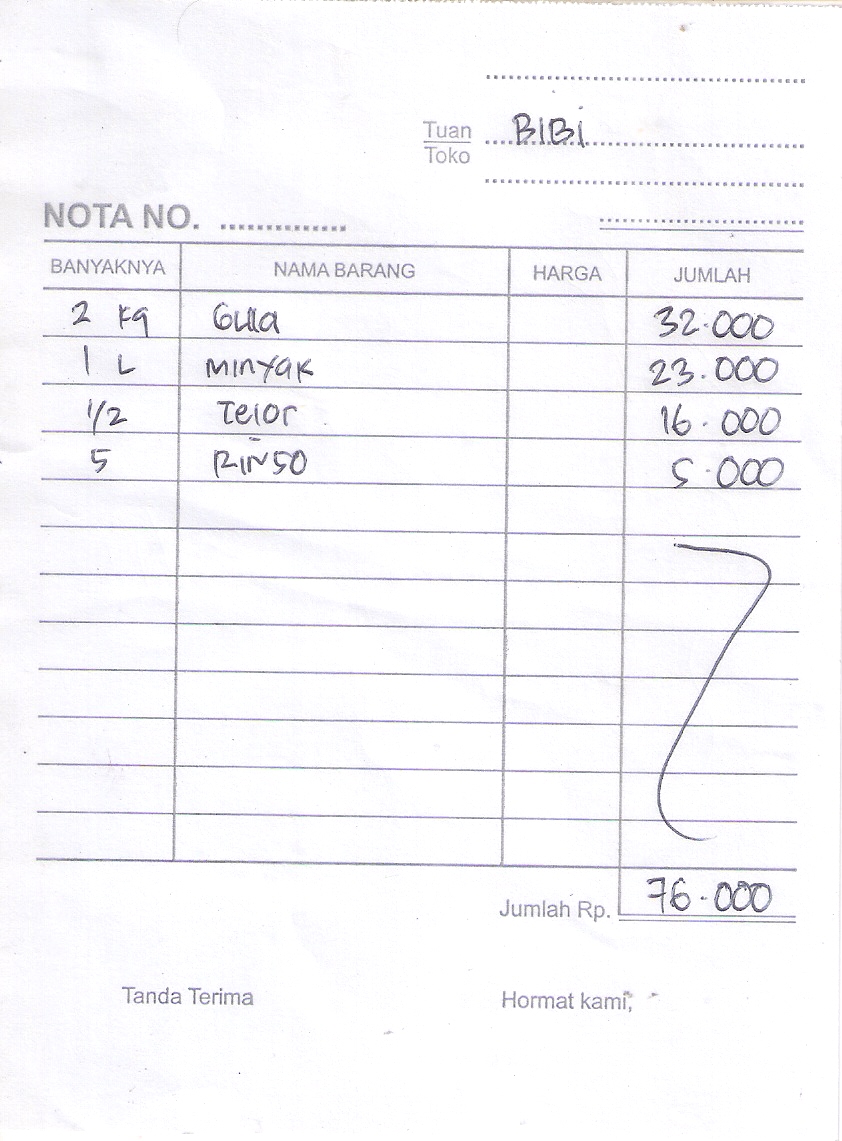 Tuan
Toko
BIBI
NOTA NO.
BANYAKNYA NAMA BARANG HARGA JUMLAH
2 Kg Gula 32.000
1 L Minyak 23.000
1/2 Telor 16.000
5 RINSO 5.000
Jumlah Rp. 76.000
Tanda Terima Hormat kami,